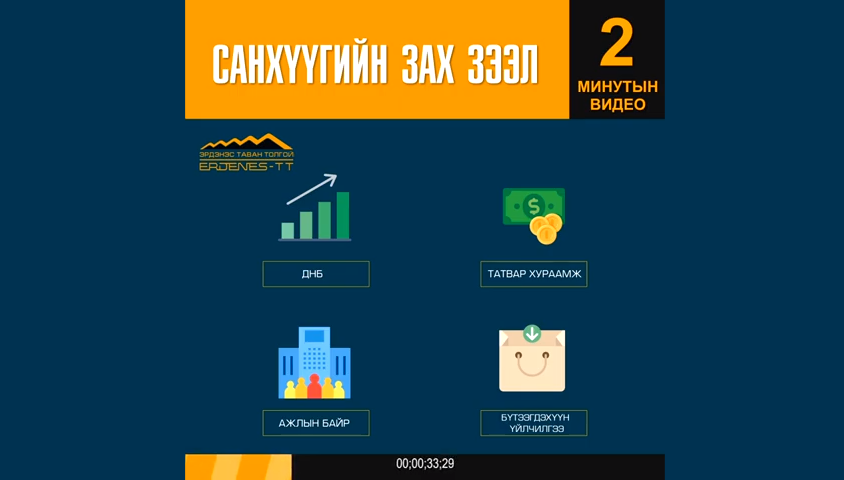 САНХҮҮГИЙН ЗАХ ЗЭЭЛ
2
МИНУТЫН
ВИДЕО
ЭРДЭНЭС ТАВАН ТОЛГОЙ
ERDENES-TT
$
ДНБ
ТАТВАР ХУРААМЖ
АЖЛЫН БАЙР
БҮТЭЭГДЭХҮҮН
ҮЙЛЧИЛГЭЭ
00;00;33;29